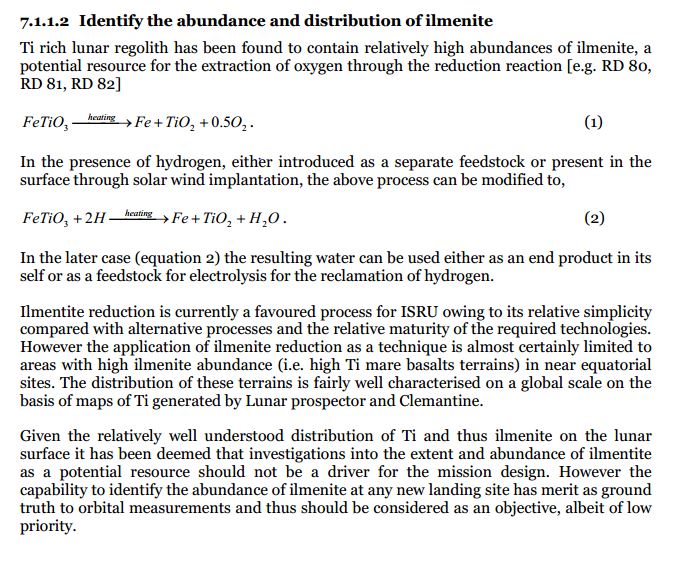 7.1.1.2 Identify the abundance and distribution of ilmenite
Ti rich lunar regolith has been found to contain relatively high abundances of ilmenite, a
potential resource for the extraction of oxygen through the reduction reaction [e.g. RD 80,
RD 81, RD 82]
FeTiO₃ —heating→ Fe + TiO₂ + 0.5O₂ . (1)
In the presence of hydrogen, either introduced as a separate feedstock or present in the
surface through solar wind implantation, the above process can be modified to,
FeTiO₃ + 2H —heating→ Fe + TiO₂ + H₂O . (2)
In the later case (equation 2) the resulting water can be used either as an end product in its
self or as a feedstock for electrolysis for the reclamation of hydrogen.
Ilmentite reduction is currently a favoured process for ISRU owing to its relative simplicity
compared with alternative processes and the relative maturity of the required technologies.
However the application of ilmenite reduction as a technique is almost certainly limited to
areas with high ilmenite abundance (i.e. high Ti mare basalts terrains) in near equatorial
sites. The distribution of these terrains is fairly well characterised on a global scale on the
basis of maps of Ti generated by Lunar prospector and Clemantine.
Given the relatively well understood distribution of Ti and thus ilmenite on the lunar
surface it has been deemed that investigations into the extent and abundance of ilmentite
as a potential resource should not be a driver for the mission design. However the
capability to identify the abundance of ilmenite at any new landing site has merit as ground
truth to orbital measurements and thus should be considered as an objective, albeit of low
priority.